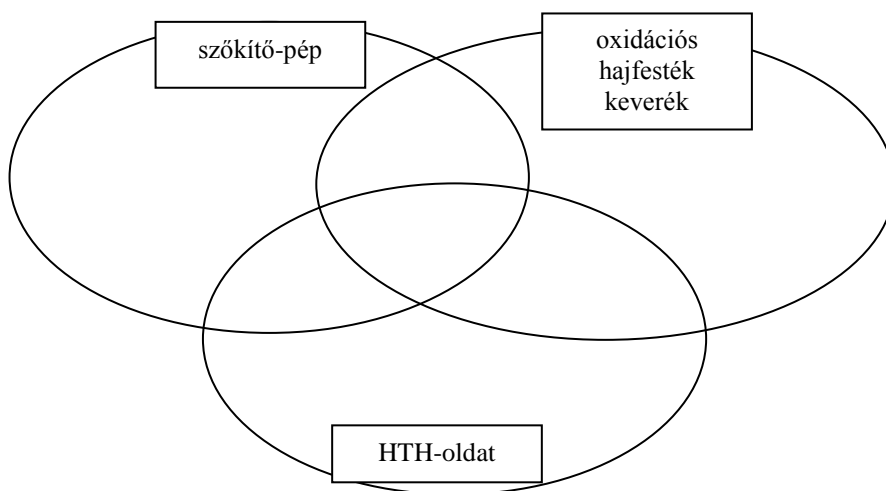 szőkítő-pép
oxidációs
hajfesték
keverék
HTH-oldat